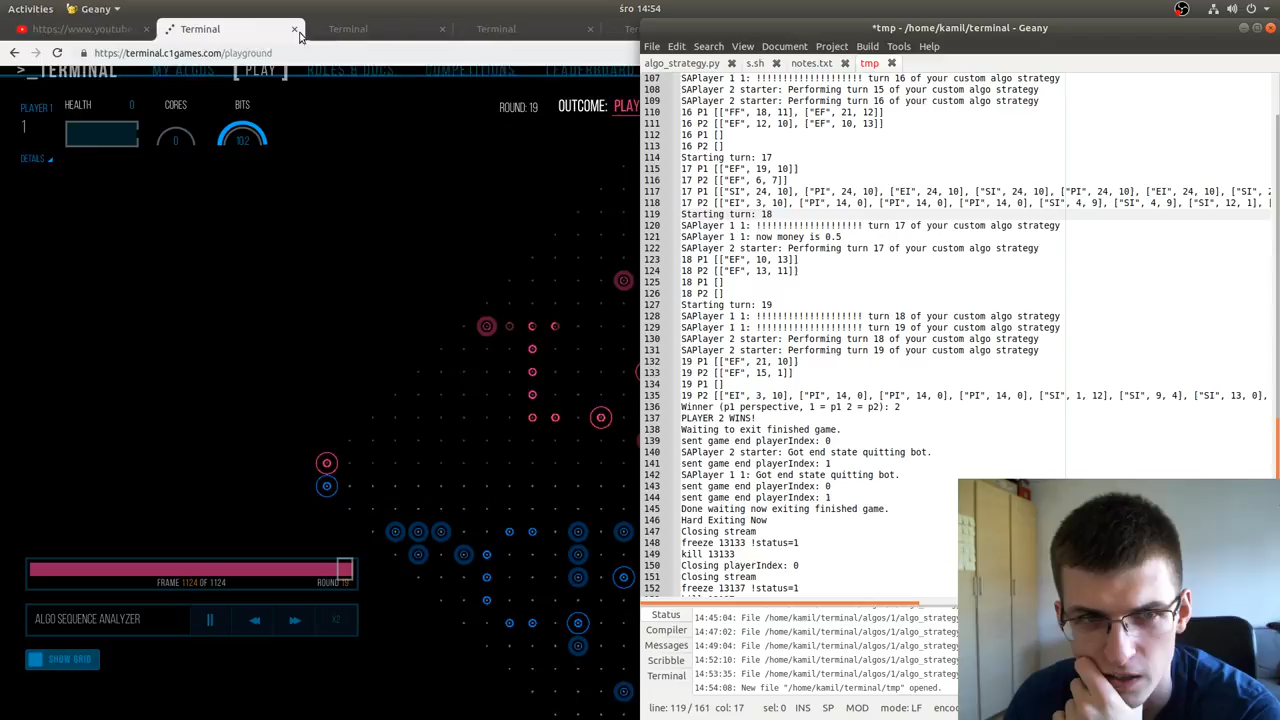 Activities
Geany
śro 14:54
https://www.youtub
Terminal
Terminal
Terminal
*tmp - /home/kamil/terminal - Geany
https://terminal.c1games.com/playground
File Edit Search View Document Project Build Tools Help
algo_strategy.py s.sh notes.txt tmp
>_TERMINAL MY ALGOS [ PLAY ] RULES & DOCS COMPETITIONS LEADERBOARD
PLAYER 1
1
HEALTH 0
CORES
0
BITS
10.2
ROUND: 19
OUTCOME: PLAY
DETAILS
107 SAPlayer 1 1: !!!!!!!!!!!!!!!!!!!! turn 16 of your custom algo strategy
108 SAPlayer 2 starter: Performing turn 15 of your custom algo strategy
109 SAPlayer 2 starter: Performing turn 16 of your custom algo strategy
110 16 P1 [["FF", 18, 11], ["EF", 21, 12]]
111 16 P2 [["EF", 12, 10], ["EF", 10, 13]]
112 16 P1 []
113 16 P2 []
114 Starting turn: 17
115 17 P1 [["EF", 19, 10]]
116 17 P2 [["EF", 6, 7]]
117 17 P1 [["SI", 24, 10], ["PI", 24, 10], ["EI", 24, 10], ["SI", 24, 10], ["PI", 24, 10], ["EI", 24, 10], ["SI", 2
118 17 P2 [["EI", 3, 10], ["PI", 14, 0], ["PI", 14, 0], ["PI", 14, 0], ["SI", 4, 9], ["SI", 4, 9], ["SI", 12, 1], [
119 Starting turn: 18
120 SAPlayer 1 1: !!!!!!!!!!!!!!!!!!!! turn 17 of your custom algo strategy
121 SAPlayer 1 1: now money is 0.5
122 SAPlayer 2 starter: Performing turn 17 of your custom algo strategy
123 18 P1 [["EF", 10, 13]]
124 18 P2 [["EF", 13, 11]]
125 18 P1 []
126 18 P2 []
127 Starting turn: 19
128 SAPlayer 1 1: !!!!!!!!!!!!!!!!!!!! turn 18 of your custom algo strategy
129 SAPlayer 1 1: !!!!!!!!!!!!!!!!!!!! turn 19 of your custom algo strategy
130 SAPlayer 2 starter: Performing turn 18 of your custom algo strategy
131 SAPlayer 2 starter: Performing turn 19 of your custom algo strategy
132 19 P1 [["EF", 21, 10]]
133 19 P2 [["EF", 15, 1]]
134 19 P1 []
135 19 P2 [["EI", 3, 10], ["PI", 14, 0], ["PI", 14, 0], ["PI", 14, 0], ["SI", 1, 12], ["SI", 9, 4], ["SI", 13, 0],
136 Winner (p1 perspective, 1 = p1 2 = p2): 2
137 PLAYER 2 WINS!
138 Waiting to exit finished game.
139 sent game end playerIndex: 0
140 SAPlayer 2 starter: Got end state quitting bot.
141 sent game end playerIndex: 1
142 SAPlayer 1 1: Got end state quitting bot.
143 sent game end playerIndex: 0
144 sent game end playerIndex: 1
145 Done waiting now exiting finished game.
146 Hard Exiting Now
147 Closing stream
148 freeze 13133 !status=1
149 kill 13133
150 Closing playerIndex: 0
151 Closing stream
152 freeze 13137 !status=1
FRAME 1124 OF 1124
ROUND 19
ALGO SEQUENCE ANALYZER
X2
SHOW GRID
Status
Compiler
Messages
Scribble
Terminal
14:45:04: File /home/kamil/terminal/algos/1/algo_strategy
14:47:02: File /home/kamil/terminal/algos/1/algo_strategy
14:49:04: File /home/kamil/terminal/algos/1/algo_strategy
14:52:10: File /home/kamil/terminal/algos/1/algo_strategy
14:53:35: File /home/kamil/terminal/algos/1/algo_strategy
14:54:08: New file "/home/kamil/terminal/tmp" opened.
line: 119 / 161 col: 17 sel: 0 INS SP MOD mode: LF